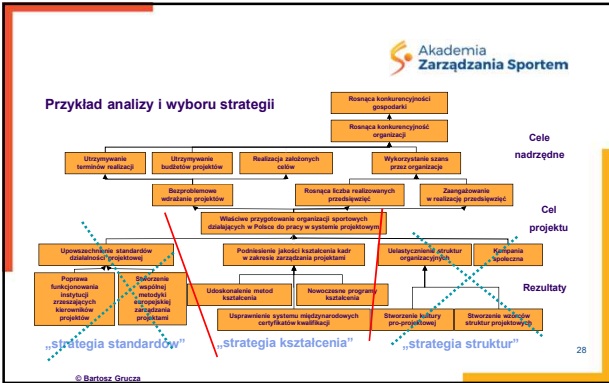 Akademia
Zarządzania Sportem
Przykład analizy i wyboru strategii
Rosnąca konkurencyjności
gospodarki
Rosnąca konkurencyjność
organizacji
Cele
nadrzędne
Utrzymywanie
terminów realizacji
Utrzymywanie
budżetów projektów
Realizacja założonych
celów
Wykorzystanie szans
przez organizacje
Bezproblemowe
wdrażanie projektów
Rosnąca liczba realizowanych
przedsięwzięć
Zaangażowanie
w realizację przedsięwzięć
Cel
projektu
Właściwe przygotowanie organizacji sportowych
działających w Polsce do pracy w systemie projektowym
Upowszechnienie standardów
działalności projektowej
Podniesienie jakości kształcenia kadr
w zakresie zarządzania projektami
Uelastycznienie struktur
organizacyjnych
Kampania
społeczna
Rezultaty
Poprawa
funkcjonowania
instytucji
zrzeszających
kierowników
projektów
Stworzenie
wspólnej
metodyki
europejskiej
zarządzania
projektami
Udoskonalenie metod
kształcenia
Nowoczesne programy
kształcenia
Usprawnienie systemu międzynarodowych
certyfikatów kwalifikacji
Stworzenie kultury
pro-projektowej
Stworzenie wzorców
struktur projektowych
„strategia standardów”
„strategia kształcenia”
„strategia struktur”
28
© Bartosz Grucza